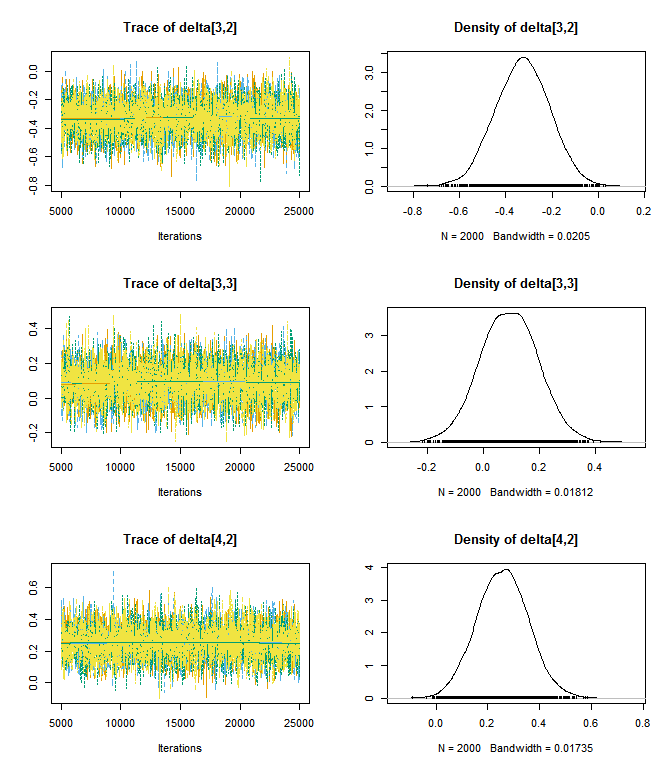 Trace of delta[3,2]
0.0
-0.2
-0.4
-0.6
-0.8
5000 10000 15000 20000 25000
Iterations
Density of delta[3,2]
3.0
2.0
1.0
0.0
-0.8 -0.6 -0.4 -0.2 0.0 0.2
N = 2000 Bandwidth = 0.0205
Trace of delta[3,3]
0.4
0.2
0.0
-0.2
5000 10000 15000 20000 25000
Iterations
Density of delta[3,3]
3
2
1
0
-0.2 0.0 0.2 0.4
N = 2000 Bandwidth = 0.01812
Trace of delta[4,2]
0.6
0.4
0.2
0.0
5000 10000 15000 20000 25000
Iterations
Density of delta[4,2]
4
3
2
1
0
0.0 0.2 0.4 0.6 0.8
N = 2000 Bandwidth = 0.01735